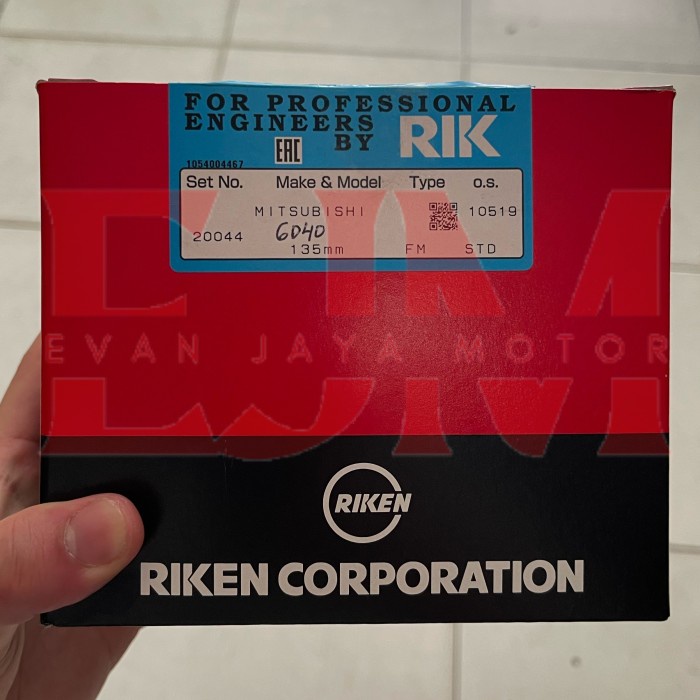 FOR PROFESSIONAL
ENGINEERS
BY RIK
EAC
1054004467
Set No. Make & Model Type o.s.
MITSUBISHI 10519
20044 6D40
135mm FM STD
EJM
EVAN JAYA MOTOR
RIKEN
RIKEN CORPORATION